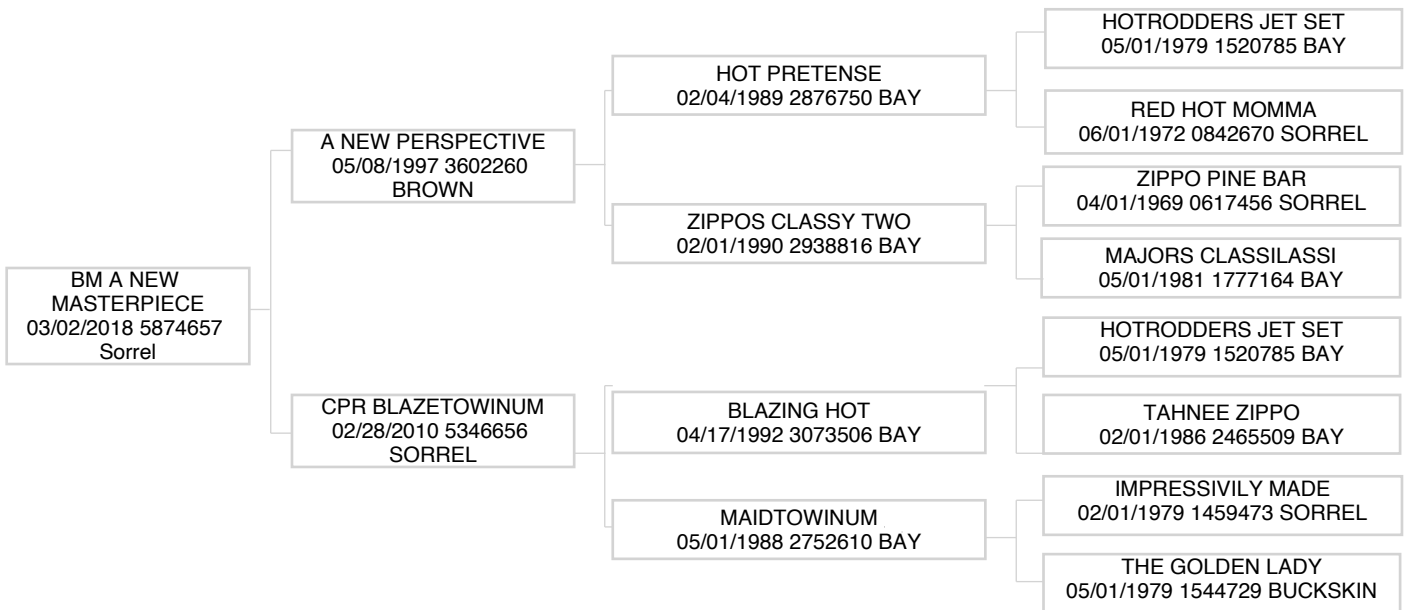 BM A NEW
MASTERPIECE
03/02/2018 5874657
Sorrel
A NEW PERSPECTIVE
05/08/1997 3602260
BROWN
CPR BLAZETOWINUM
02/28/2010 5346656
SORREL
HOT PRETENSE
02/04/1989 2876750 BAY
ZIPPOS CLASSY TWO
02/01/1990 2938816 BAY
BLAZING HOT
04/17/1992 3073506 BAY
MAIDTOWINUM
05/01/1988 2752610 BAY
HOTRODDERS JET SET
05/01/1979 1520785 BAY
RED HOT MOMMA
06/01/1972 0842670 SORREL
ZIPPO PINE BAR
04/01/1969 0617456 SORREL
MAJORS CLASSILASSI
05/01/1981 1777164 BAY
HOTRODDERS JET SET
05/01/1979 1520785 BAY
TAHNEE ZIPPO
02/01/1986 2465509 BAY
IMPRESSIVILY MADE
02/01/1979 1459473 SORREL
THE GOLDEN LADY
05/01/1979 1544729 BUCKSKIN